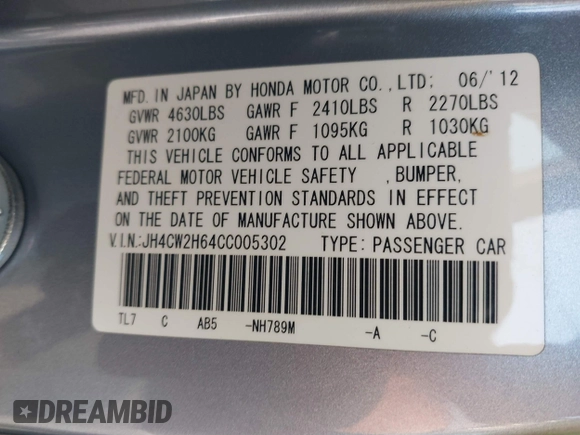 MFD. IN JAPAN BY HONDA MOTOR CO.,LTD: 06/'12
GVWR 4630LBS GAWR F 2410LBS R 2270LBS
GVWR 2100KG GAWR F 1095KG R 1030KG
THIS VEHICLE CONFORMS TO ALL APPLICABLE
FEDERAL MOTOR VEHICLE SAFETY ,BUMPER,
AND THEFT PREVENTION STANDARDS IN EFFECT
ON THE DATE OF MANUFACTURE SHOWN ABOVE.
V.I.N.:JH4CW2H64CC005302 TYPE: PASSENGER CAR
TL7 C AB5 -NH789M -A -C
DREAMBID